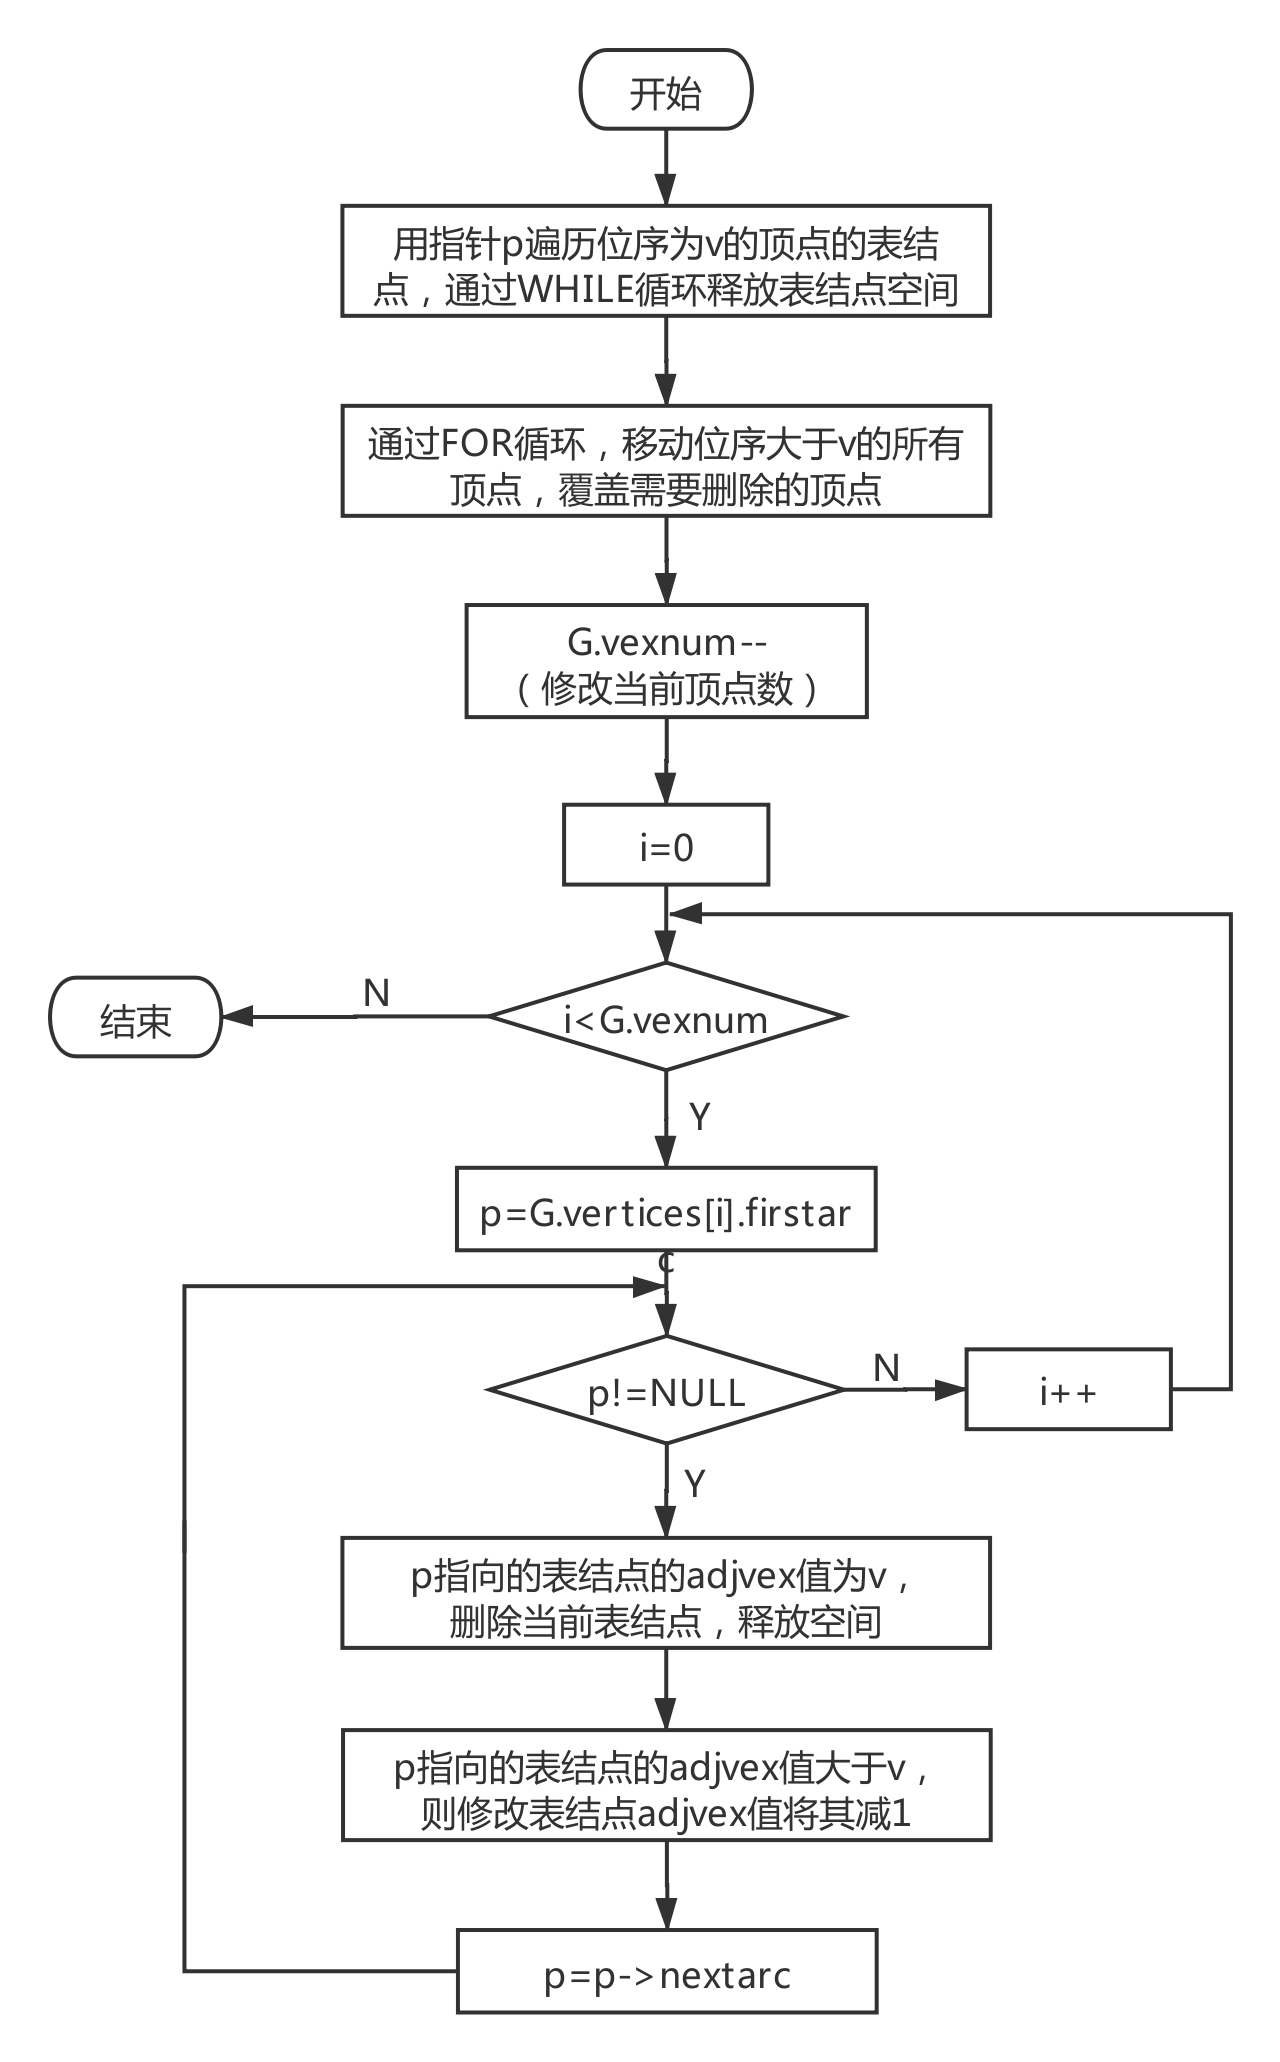 开始
用指针p遍历位序为v的顶点的表结
点，通过WHILE循环释放表结点空间
通过FOR循环，移动位序大于v的所有
顶点，覆盖需要删除的顶点
G.vexnum--
（修改当前顶点数）
i=0
N
结束
i<G.vexnum
Y
p=G.vertices[i].firstar
c
p!=NULL
N
i++
Y
p指向的表结点的adjvex值为v，
删除当前表结点，释放空间
p指向的表结点的adjvex值大于v，
则修改表结点adjvex值将其减1
p=p->nextarc